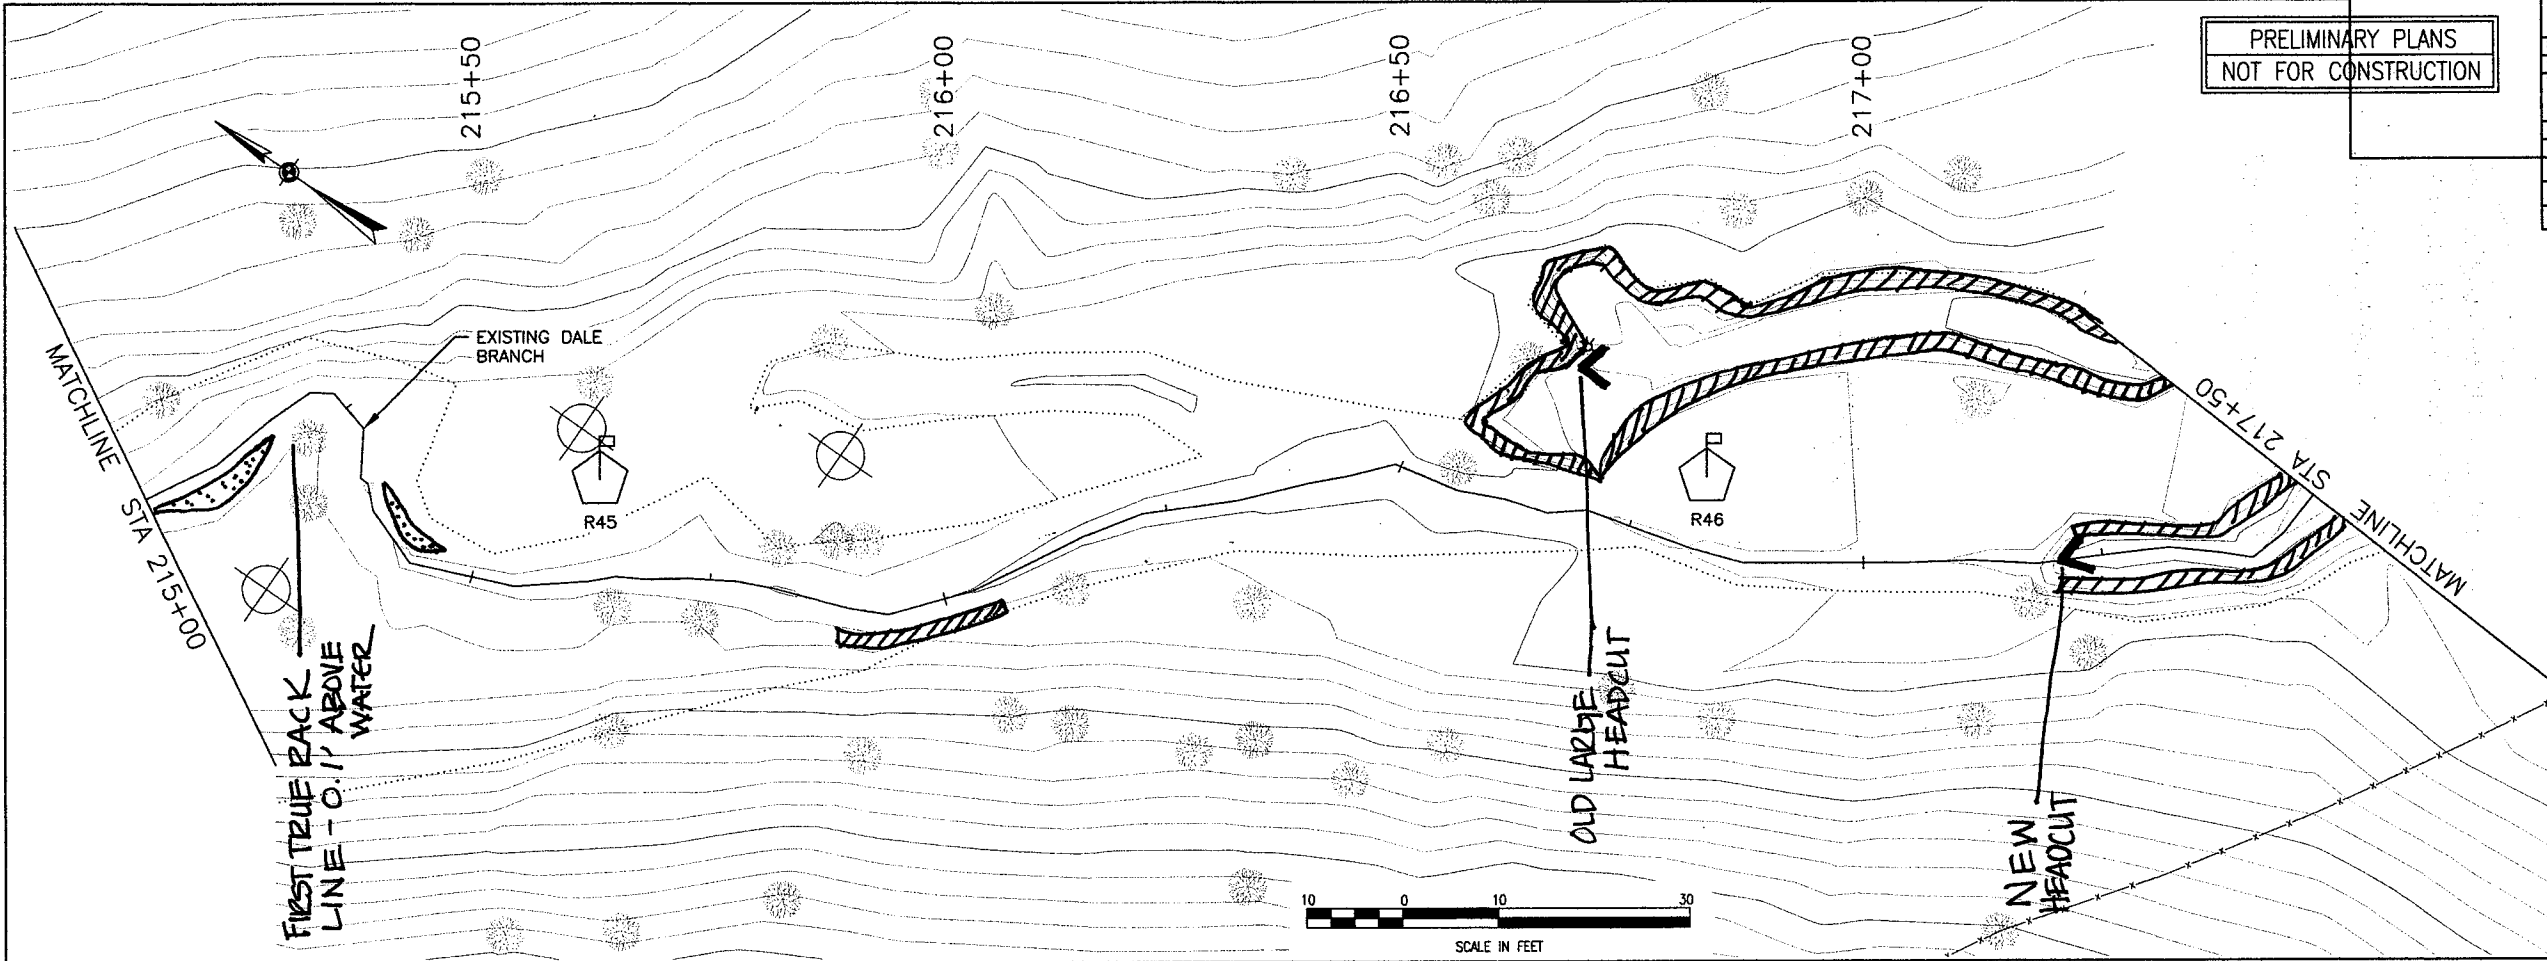 PRELIMINARY PLANS
NOT FOR CONSTRUCTION
215+50
216+00
216+50
217+00
EXISTING DALE
BRANCH
MATCHLINE STA 215+00
R45
R46
STA 217+50
MATCHLINE
FIRST TRUE RACK
LINE - 0.1' ABOVE
WATER
OLD LARGE
HEADCUT
NEW
HEADCUT
10 0 10 30
SCALE IN FEET